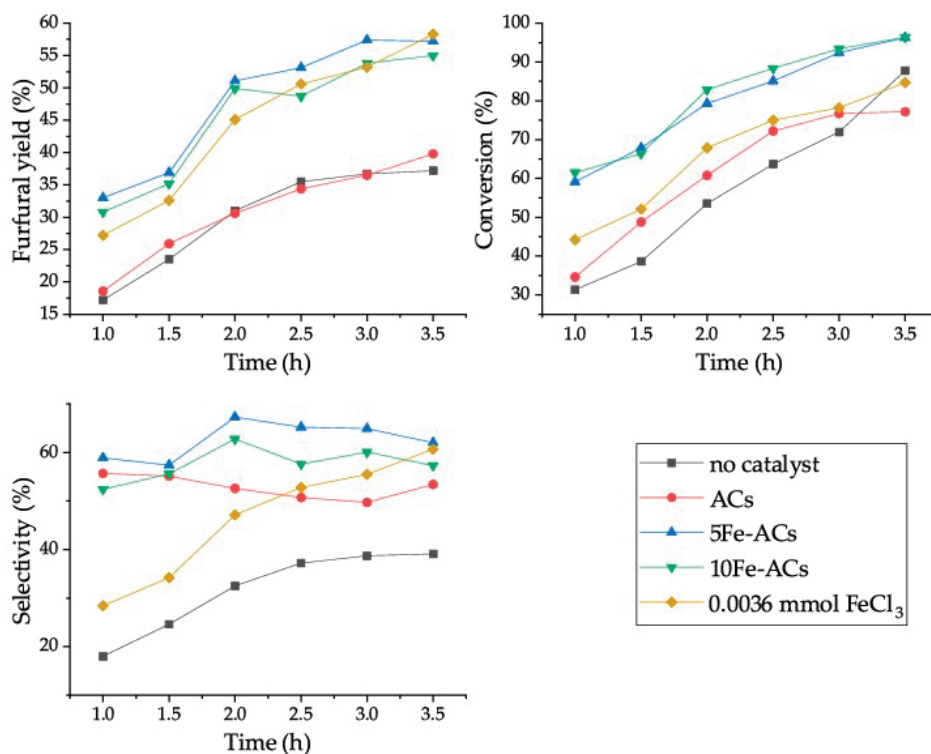 Furfural yield (%)
60
55
50
45
40
35
30
25
20
15
1.0 1.5 2.0 2.5 3.0 3.5
Time (h)
Conversion (%)
100
90
80
70
60
50
40
30
1.0 1.5 2.0 2.5 3.0 3.5
Time (h)
Selectivity (%)
60
40
20
1.0 1.5 2.0 2.5 3.0 3.5
Time (h)
no catalyst
ACs
5Fe-ACs
10Fe-ACs
0.0036 mmol FeCl₃